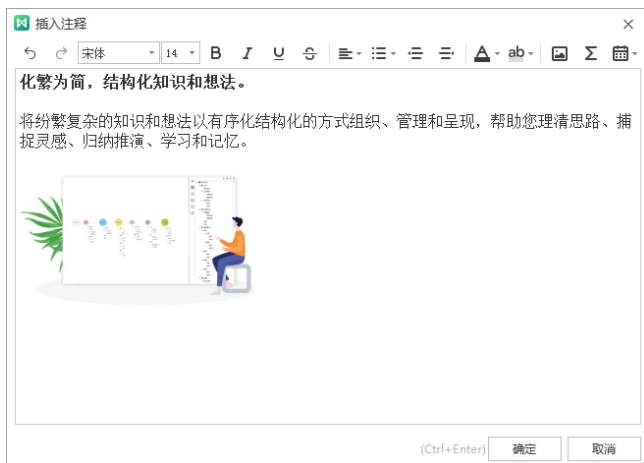 插入注释
宋体 14 B I U S A ab Σ
化繁为简，结构化知识和想法。
将纷繁复杂的知识和想法以有序化结构化的方式组织、管理和呈现，帮助您理清思路、捕
捉灵感、归纳推演、学习和记忆。
(Ctrl+Enter) 确定 取消